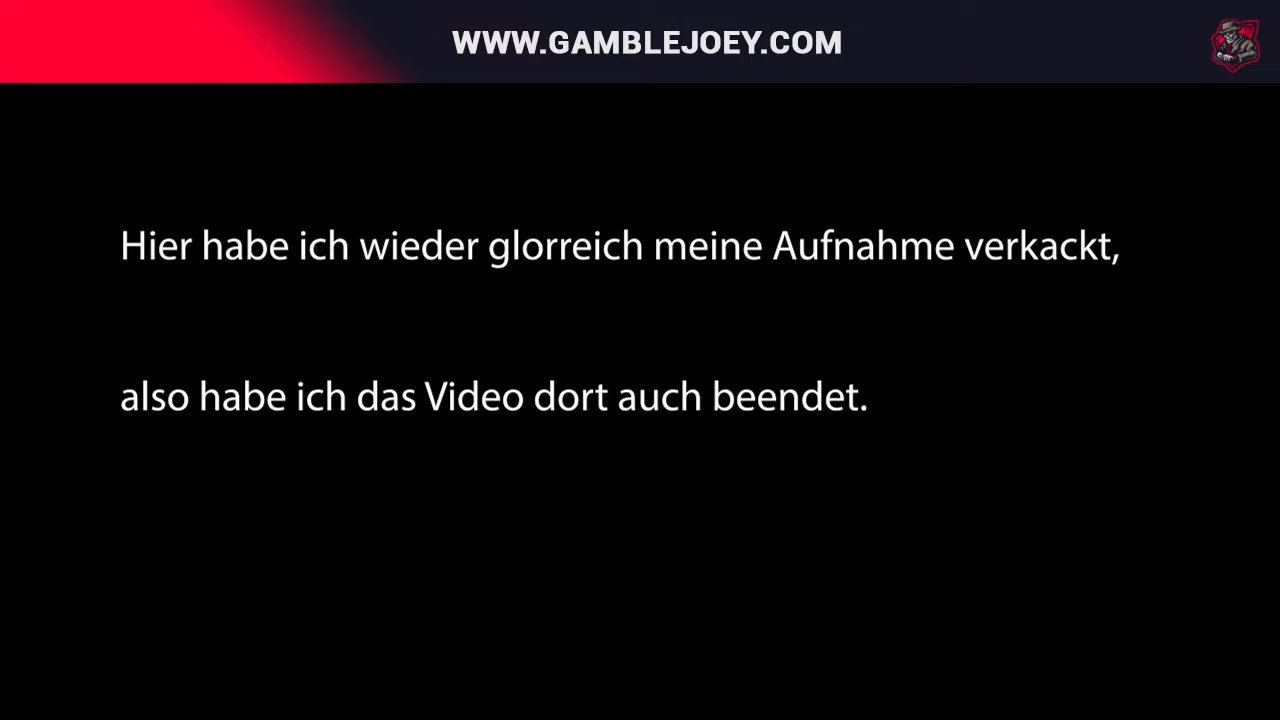 WWW.GAMBLEJOEY.COM
Hier habe ich wieder glorreich meine Aufnahme verkackt,
also habe ich das Video dort auch beendet.